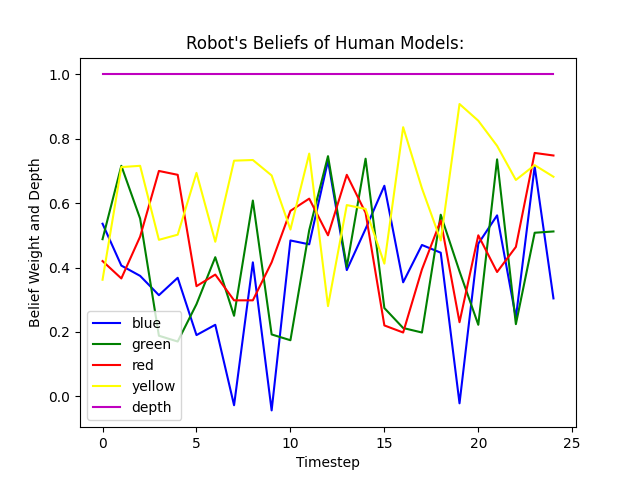 Robot's Beliefs of Human Models:
Belief Weight and Depth
1.0
0.8
0.6
0.4
0.2
0.0
blue
green
red
yellow
depth
0 5 10 15 20 25
Timestep